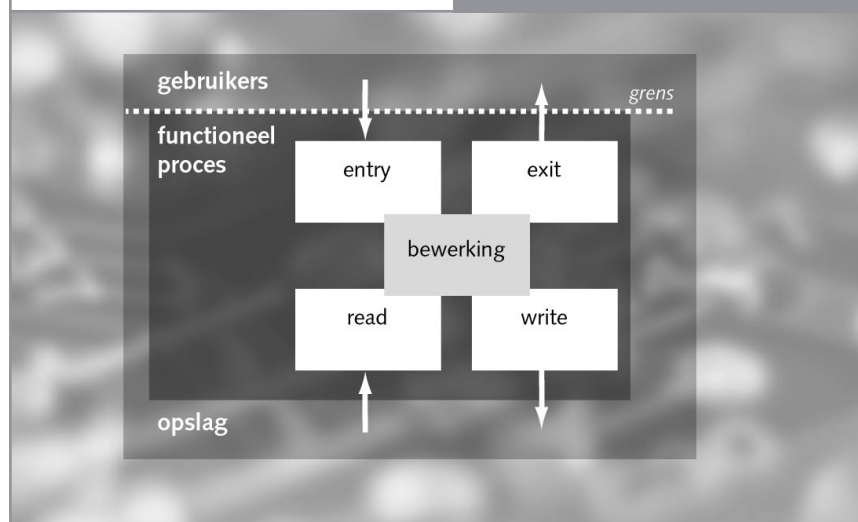 gebruikers
grens
functioneel
proces
entry
exit
bewerking
read
write
opslag